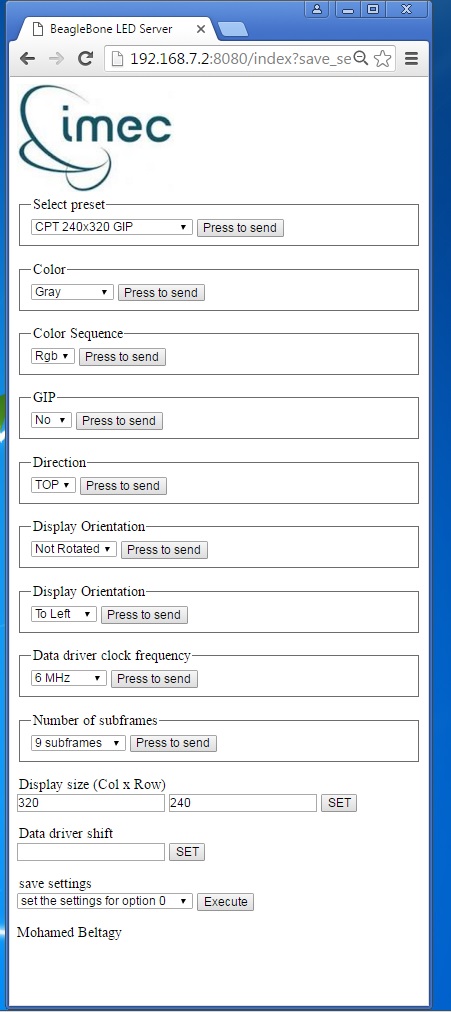 BeagleBone LED Server
192.168.7.2:8080/index?save_se
imec
Select preset
CPT 240x320 GIP Press to send
Color
Gray Press to send
Color Sequence
Rgb Press to send
GIP
No Press to send
Direction
TOP Press to send
Display Orientation
Not Rotated Press to send
Display Orientation
To Left Press to send
Data driver clock frequency
6 MHz Press to send
Number of subframes
9 subframes Press to send
Display size (Col x Row)
320 240 SET
Data driver shift
SET
save settings
set the settings for option 0 Execute
Mohamed Beltagy